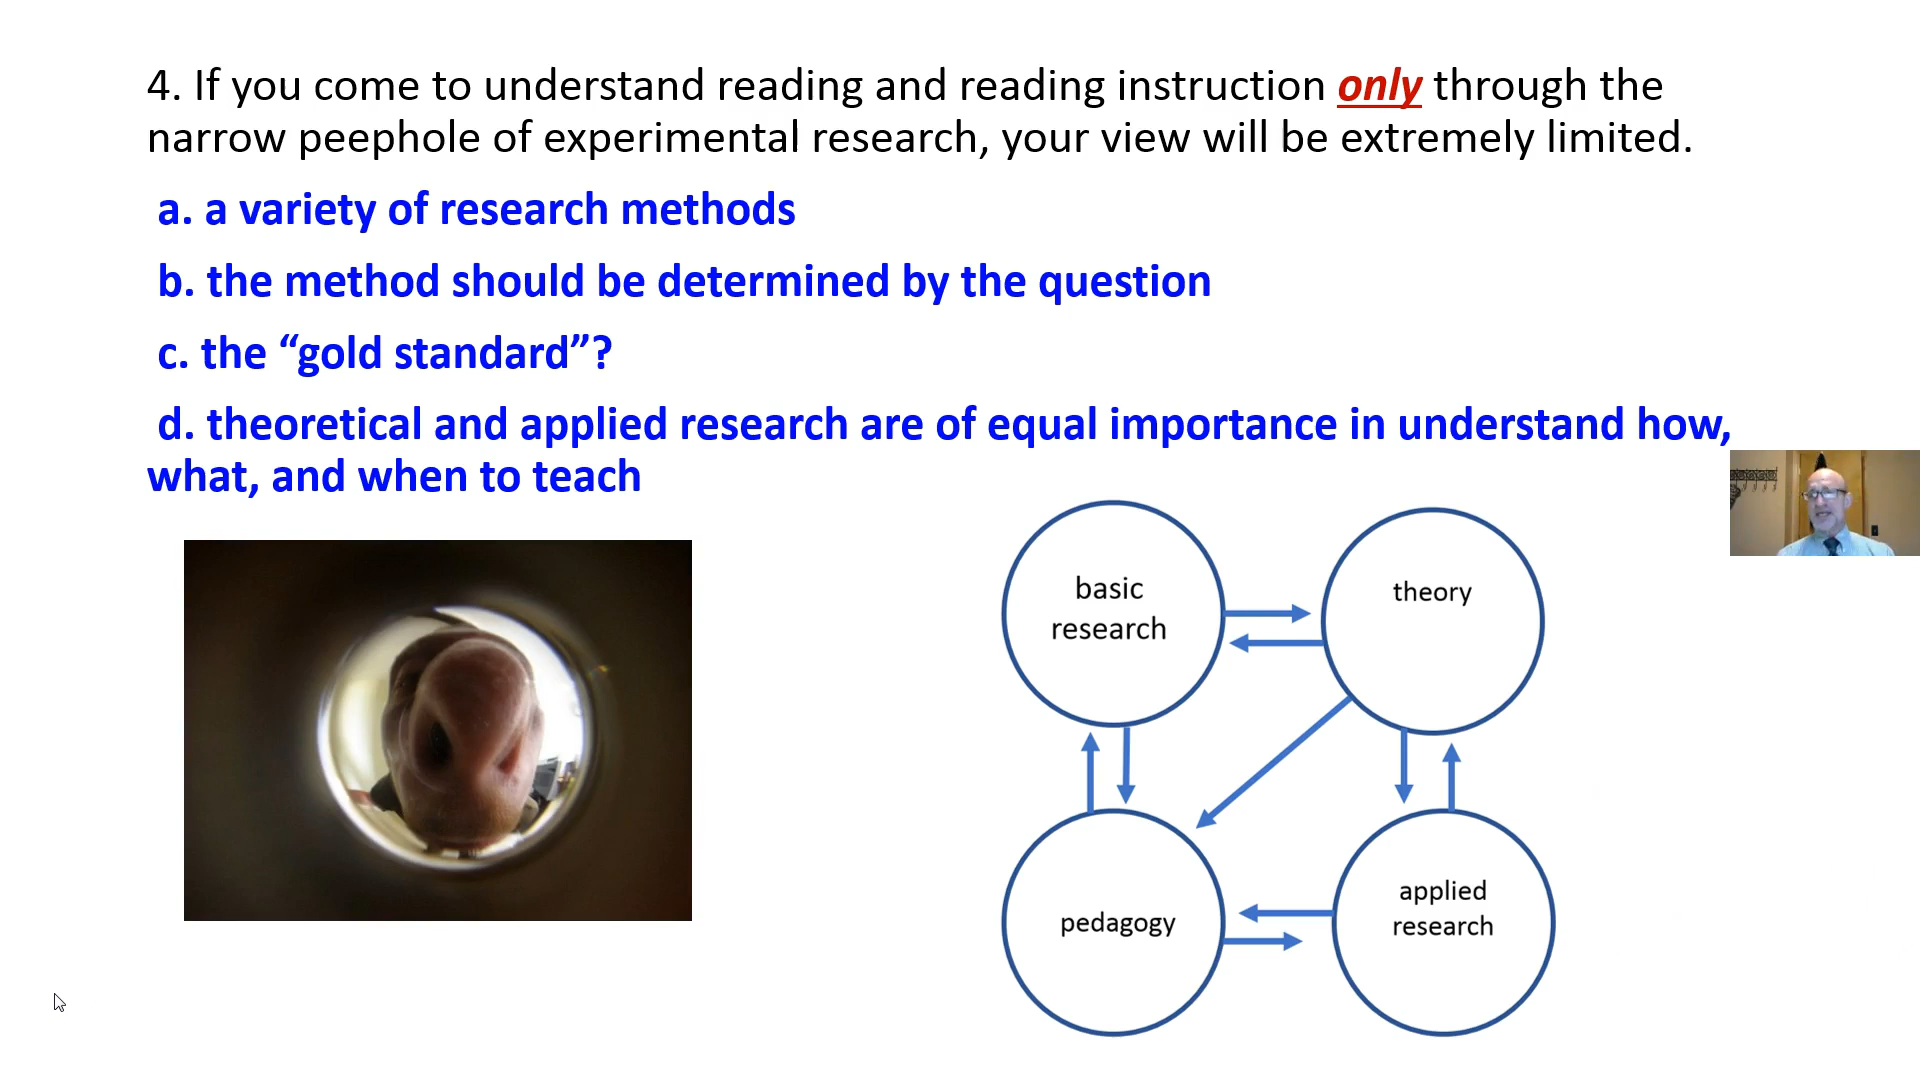 4. If you come to understand reading and reading instruction only through the
narrow peephole of experimental research, your view will be extremely limited.
a. a variety of research methods
b. the method should be determined by the question
c. the “gold standard”?
d. theoretical and applied research are of equal importance in understand how,
what, and when to teach
basic
research
theory
pedagogy
applied
research